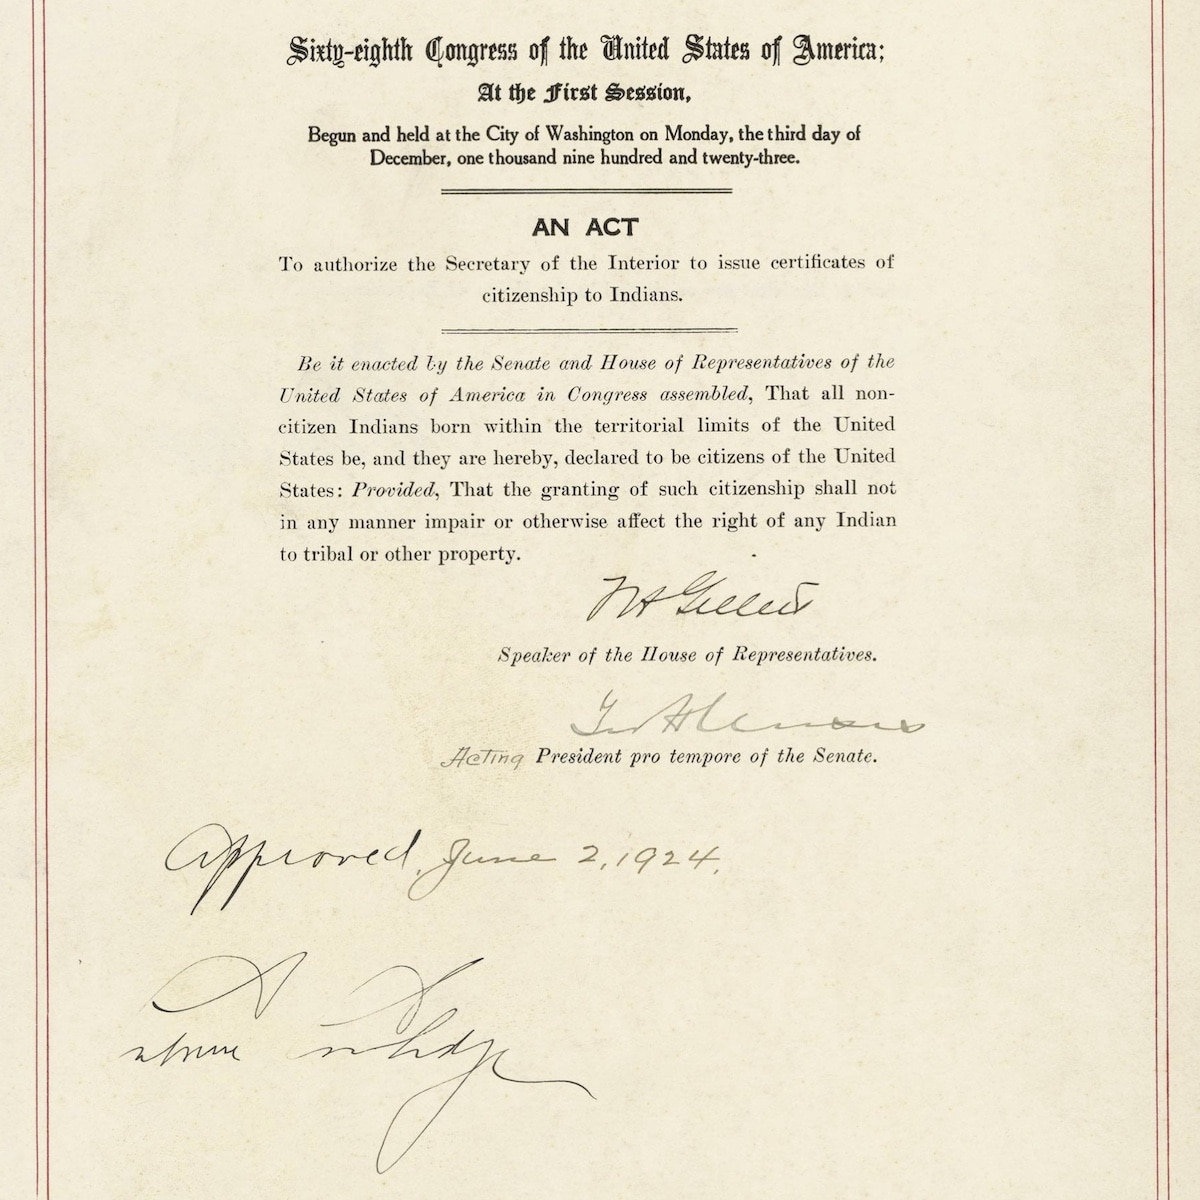 Sixty-eighth Congress of the United States of America;
At the First Session,
Begun and held at the City of Washington on Monday, the third day of
December, one thousand nine hundred and twenty-three.
AN ACT
To authorize the Secretary of the Interior to issue certificates of
citizenship to Indians.
Be it enacted by the Senate and House of Representatives of the
United States of America in Congress assembled, That all non-
citizen Indians born within the territorial limits of the United
States be, and they are hereby, declared to be citizens of the United
States: Provided, That the granting of such citizenship shall not
in any manner impair or otherwise affect the right of any Indian
to tribal or other property.
Gillett
Speaker of the House of Representatives.
Acting President pro tempore of the Senate.
Approved, June 2, 1924.